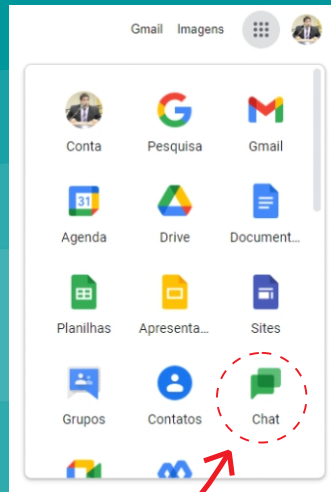 Gmail Imagens
Conta Pesquisa Gmail
31
Agenda Drive Document...
Planilhas Apresenta... Sites
Grupos Contatos Chat